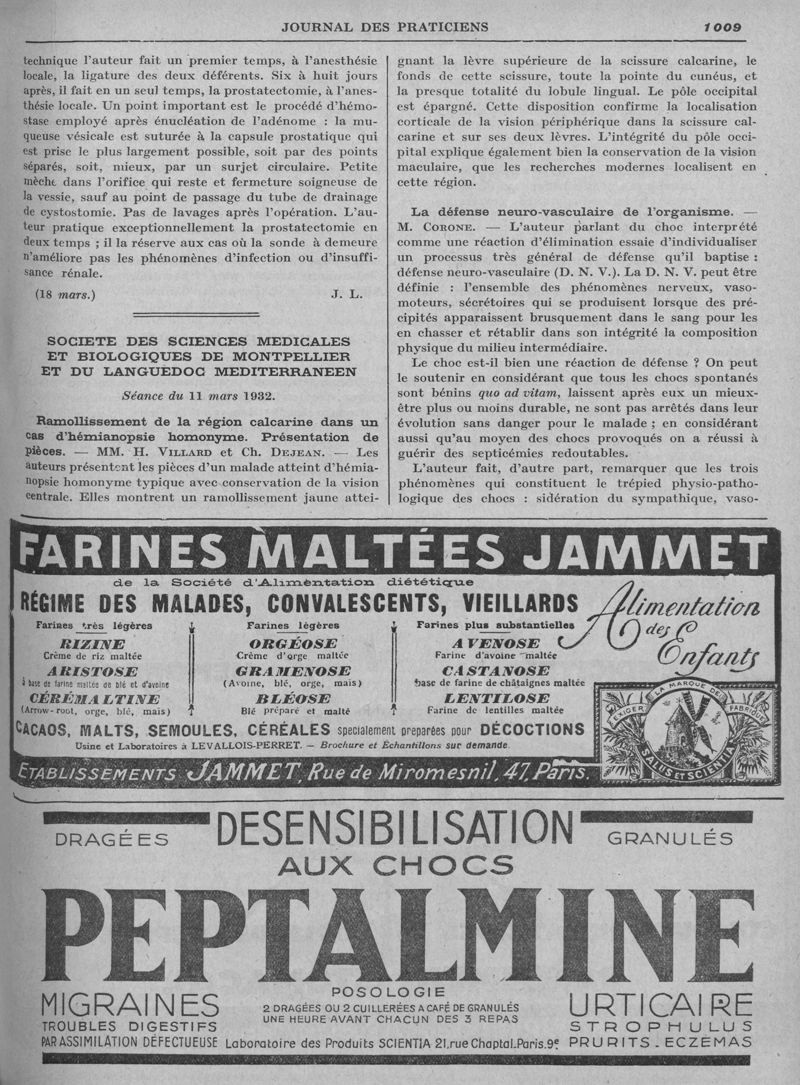 JOURNAL DES PRATICIENS
1009
technique l'auteur fait un premier temps, à l'anesthésie
locale, la ligature des deux déférents. Six à huit jours
après, il fait en un seul temps, la prostatectomie, à l'anes-
thésie locale. Un point important est le procédé d'hémo-
stase employé après énucléation de l'adénome : la mu-
queuse vésicale est suturée à la capsule prostatique qui
est prise le plus largement possible, soit par des points
séparés, soit, mieux, par un surjet circulaire. Petite
mèche dans l'orifice qui reste et fermeture soigneuse de
la vessie, sauf au point de passage du tube de drainage
de cystostomie. Pas de lavages après l'opération. L'au-
teur pratique exceptionnellement la prostatectomie en
deux temps ; il la réserve aux cas où la sonde à demeure
n'améliore pas les phénomènes d'infection ou d'insuffi-
sance rénale.
(18 mars.) J. L.
SOCIETE DES SCIENCES MEDICALES
ET BIOLOGIQUES DE MONTPELLIER
ET DU LANGUEDOC MEDITERRANEEN
Séance du 11 mars 1932.
Ramollissement de la région calcarine dans un
cas d'hémianopsie homonyme. Présentation de
pièces. — MM. H. VILLARD et Ch. DEJEAN. — Les
auteurs présentent les pièces d'un malade atteint d'hémia-
nopsie homonyme typique avec conservation de la vision
centrale. Elles montrent un ramollissement jaune attei-
gnant la lèvre supérieure de la scissure calcarine, le
fonds de cette scissure, toute la pointe du cunéus, et
la presque totalité du lobule lingual. Le pôle occipital
est épargné. Cette disposition confirme la localisation
corticale de la vision périphérique dans la scissure cal-
carine et sur ses deux lèvres. L'intégrité du pôle occi-
pital explique également bien la conservation de la vision
maculaire, que les recherches modernes localisent en
cette région.
La défense neuro-vasculaire de l'organisme. —
M. CORONE. — L'auteur parlant du choc interprété
comme une réaction d'élimination essaie d'individualiser
un processus très général de défense qu'il baptise :
défense neuro-vasculaire (D. N. V.). La D. N. V. peut être
définie : l'ensemble des phénomènes nerveux, vaso-
moteurs, sécrétoires qui se produisent lorsque des pré-
cipités apparaissent brusquement dans le sang pour les
en chasser et rétablir dans son intégrité la composition
physique du milieu intermédiaire.
Le choc est-il bien une réaction de défense ? On peut
le soutenir en considérant que tous les chocs spontanés
sont bénins quo ad vitam, laissent après eux un mieux-
être plus ou moins durable, ne sont pas arrêtés dans leur
évolution sans danger pour le malade ; en considérant
aussi qu'au moyen des chocs provoqués on a réussi à
guérir des septicémies redoutables.
L'auteur fait, d'autre part, remarquer que les trois
phénomènes qui constituent le trépied physio-patho-
logique des chocs : sidération du sympathique, vaso-
FARINES MALTÉES JAMMET
de la Société d'Alimentation diététique
RÉGIME DES MALADES, CONVALESCENTS, VIEILLARDS
Alimentation
des
Enfants
Farines très légères
RIZINE
Crème de riz maltée
ARISTOSE
à base de farine maltée de blé et d'avoine
CÉRÉMALTINE
(Arrow-root, orge, blé, maïs)
Farines légères
ORGÉOSE
Crème d'orge maltée
GRAMENOSE
(Avoine, blé, orge, maïs)
BLÉOSE
Blé préparé et malté
Farines plus substantielles
AVENOSE
Farine d'avoine maltée
CASTANOSE
base de farine de châtaignes maltée
LENTILOSE
Farine de lentilles maltée
CACAOS, MALTS, SEMOULES, CÉRÉALES spécialement préparées pour DÉCOCTIONS
Usine et Laboratoires à LEVALLOIS-PERRET. — Brochure et Echantillons sur demande.
EXIGER LA MARQUE DE FABRIQUE
SALUS ET SCIENTIA
ETABLISSEMENTS JAMMET, Rue de Miromesnil, 47, Paris.
DRAGÉES
DESENSIBILISATION
GRANULÉS
AUX CHOCS
PEPTALMINE
MIGRAINES
TROUBLES DIGESTIFS
PAR ASSIMILATION DÉFECTUEUSE
POSOLOGIE
2 DRAGÉES OU 2 CUILLERÉES A CAFÉ DE GRANULÉS
UNE HEURE AVANT CHACUN DES 3 REPAS
Laboratoire des Produits SCIENTIA 21, rue Chaptal. Paris. 9e
URTICAIRE
STROPHULUS
PRURITS - ECZÉMAS